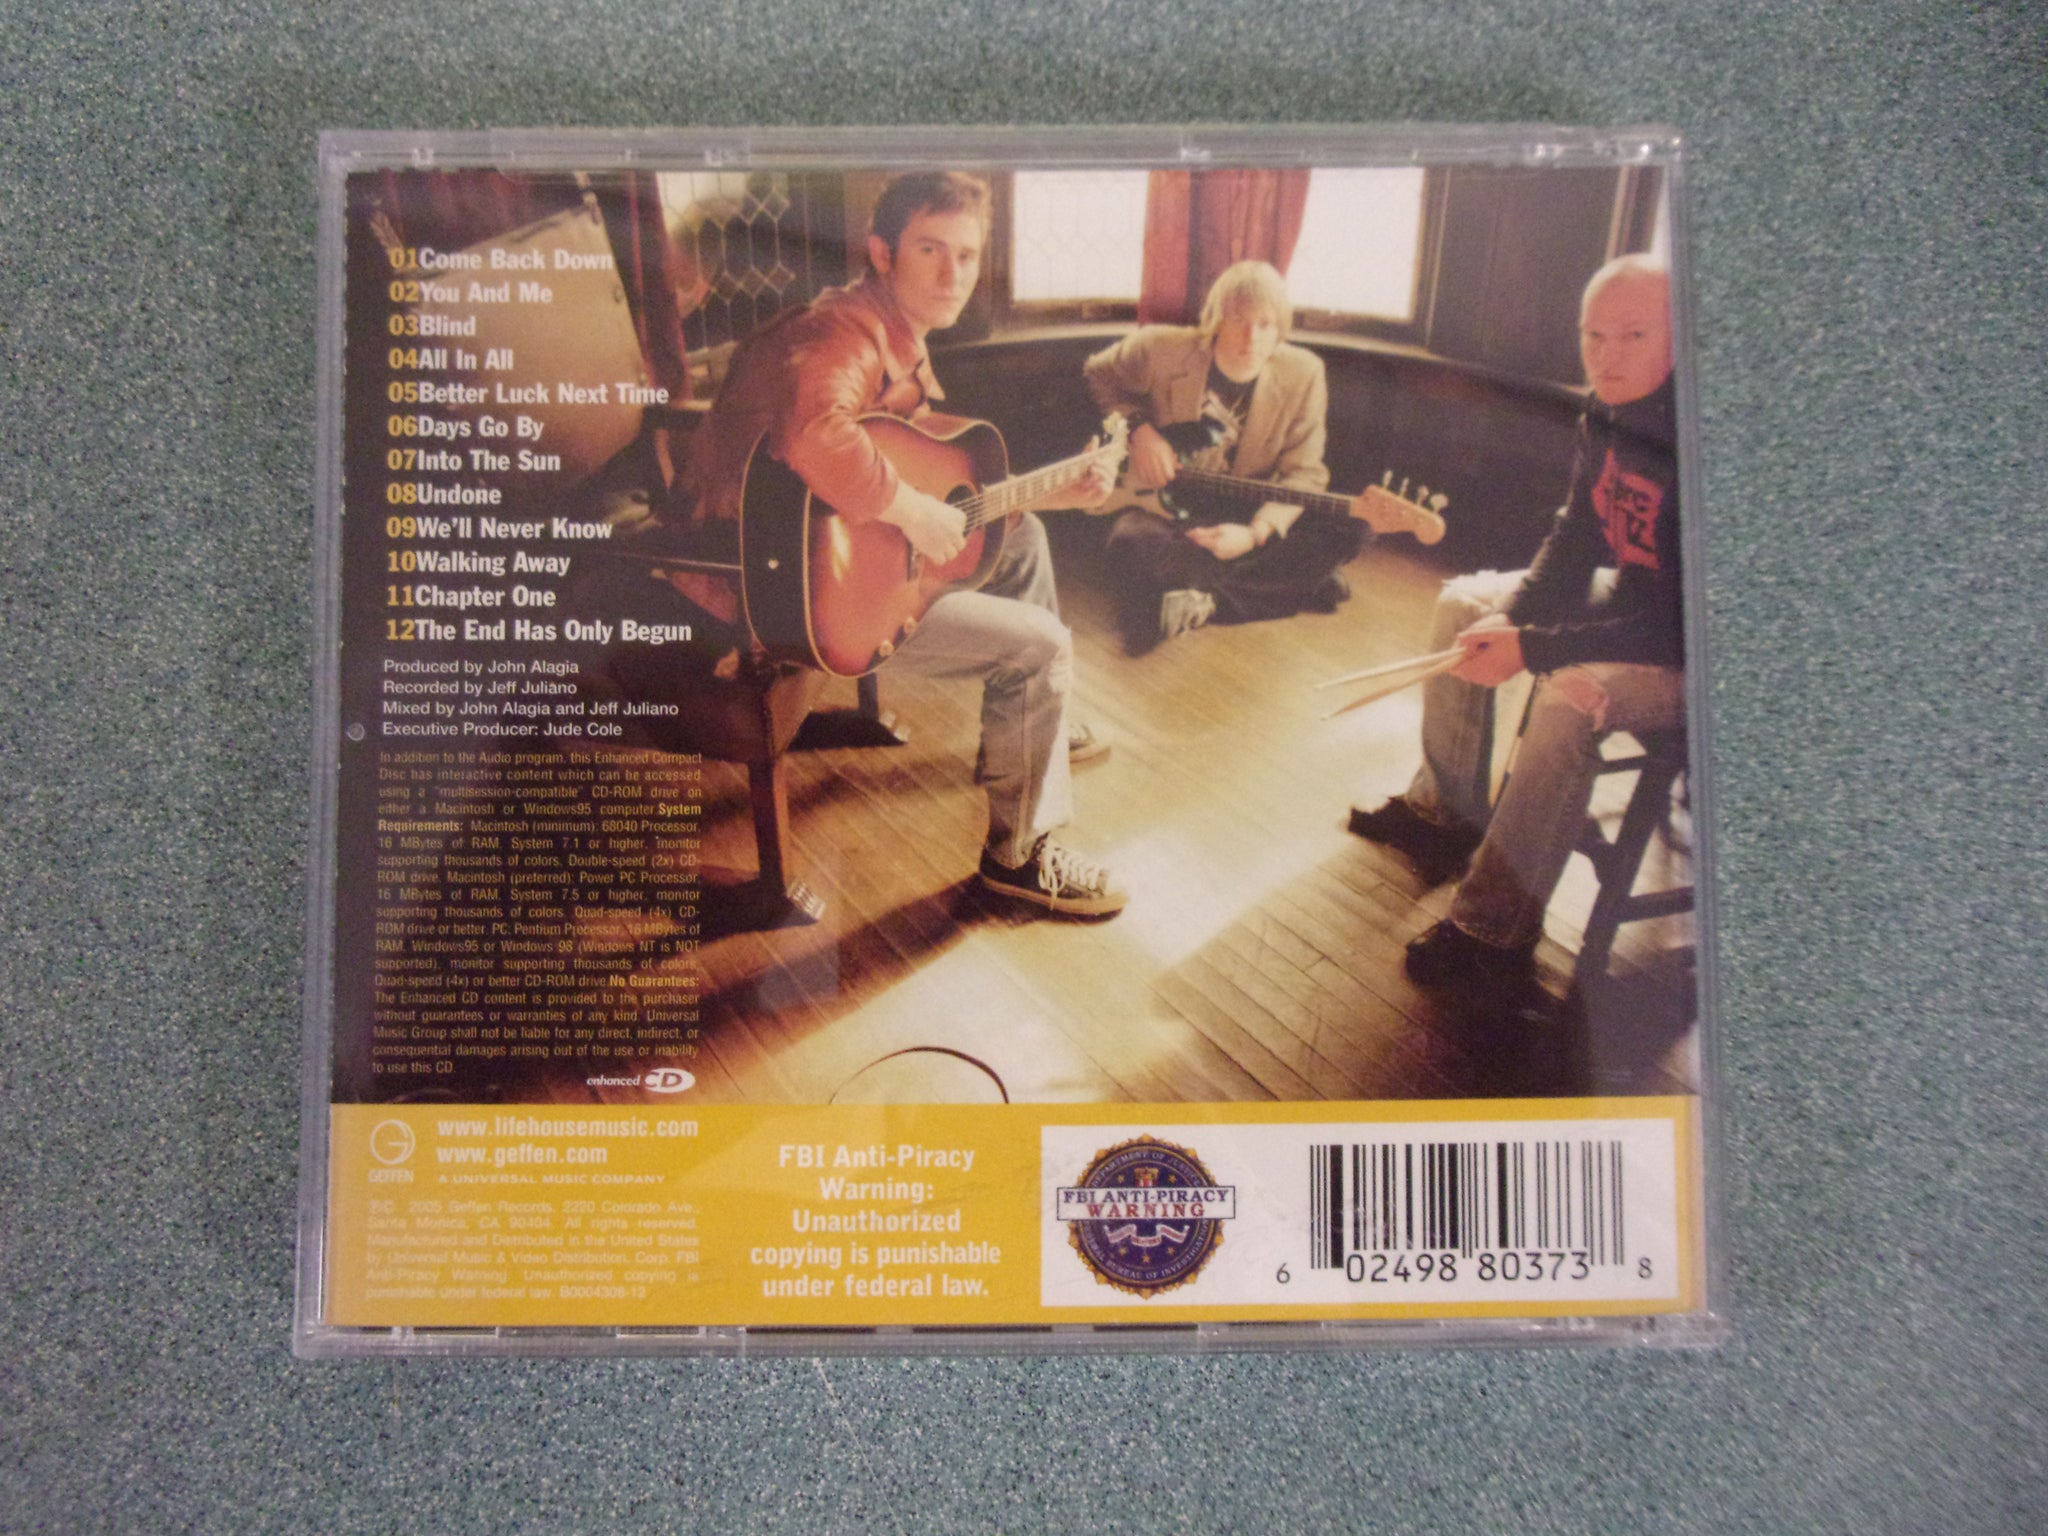 01Come Back Down
02You And Me
03Blind
04All In All
05Better Luck Next Time
06Days Go By
07Into The Sun
08Undone
09We'll Never Know
10Walking Away
11Chapter One
12The End Has Only Begun
Produced by John Alagia
Recorded by Jeff Juliano
Mixed by John Alagia and Jeff Juliano
Executive Producer: Jude Cole
In addition to the Audio program, this Enhanced Compact
Disc has interactive content which can be accessed
using a "multisession-compatible" CD-ROM drive on
either a Macintosh or Windows95 computer.System
Requirements: Macintosh (minimum): 68040 Processor,
16 MBytes of RAM, System 7.1 or higher, monitor
supporting thousands of colors, Double-speed (2x) CD-
ROM drive. Macintosh (preferred): Power PC Processor,
16 MBytes of RAM, System 7.5 or higher, monitor
supporting thousands of colors, Quad-speed (4x) CD-
ROM drive or better. PC: Pentium Processor, 16 MBytes of
RAM, Windows95 or Windows 98 (Windows NT is NOT
supported), monitor supporting thousands of colors,
Quad-speed (4x) or better CD-ROM drive.No Guarantees:
The Enhanced CD content is provided to the purchaser
without guarantees or warranties of any kind. Universal
Music Group shall not be liable for any direct, indirect, or
consequential damages arising out of the use or inability
to use this CD.
enhanced CD
GEFFEN
www.lifehousemusic.com
www.geffen.com
A UNIVERSAL MUSIC COMPANY
℗© 2005 Geffen Records, 2220 Colorado Ave.,
Santa Monica, CA 90404. All rights reserved.
Manufactured and Distributed in the United States
by Universal Music & Video Distribution, Corp. FBI
Anti-Piracy Warning: Unauthorized copying is
punishable under federal law. B0004308-12
FBI Anti-Piracy
Warning:
Unauthorized
copying is punishable
under federal law.
DEPARTMENT OF JUSTICE
FBI ANTI-PIRACY
WARNING
FEDERAL BUREAU OF INVESTIGATION
6 02498 80373 8